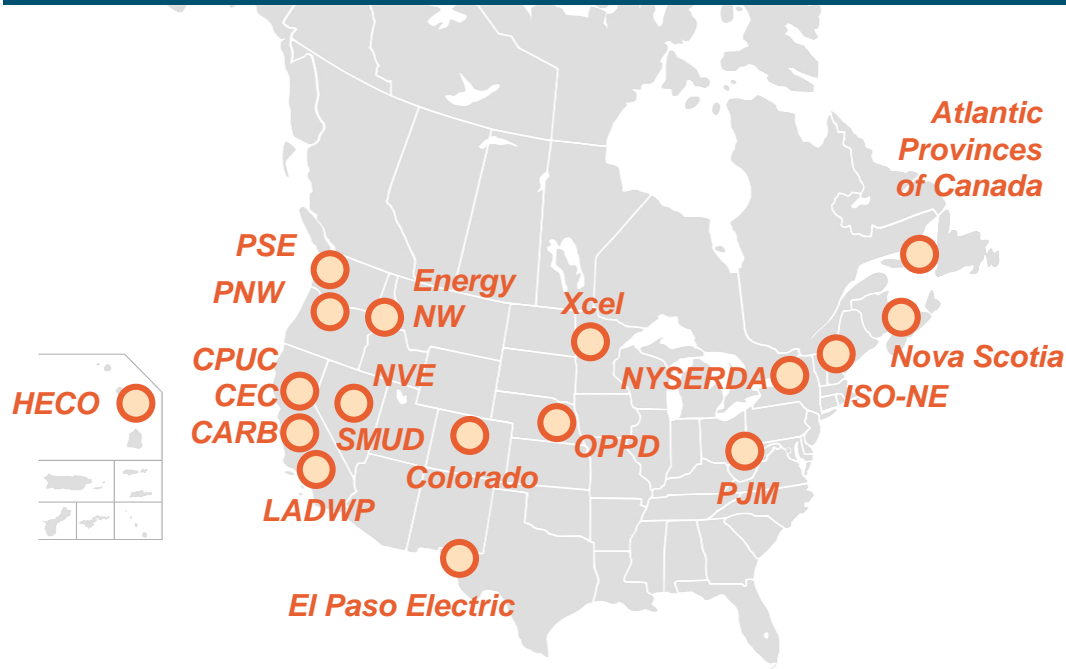 Atlantic
Provinces
of Canada
PSE
PNW
Energy
NW
Xcel
CPUC
CEC
CARB
NVE
SMUD
HECO
NYSERDA
Nova Scotia
ISO-NE
OPPD
Colorado
PJM
LADWP
El Paso Electric